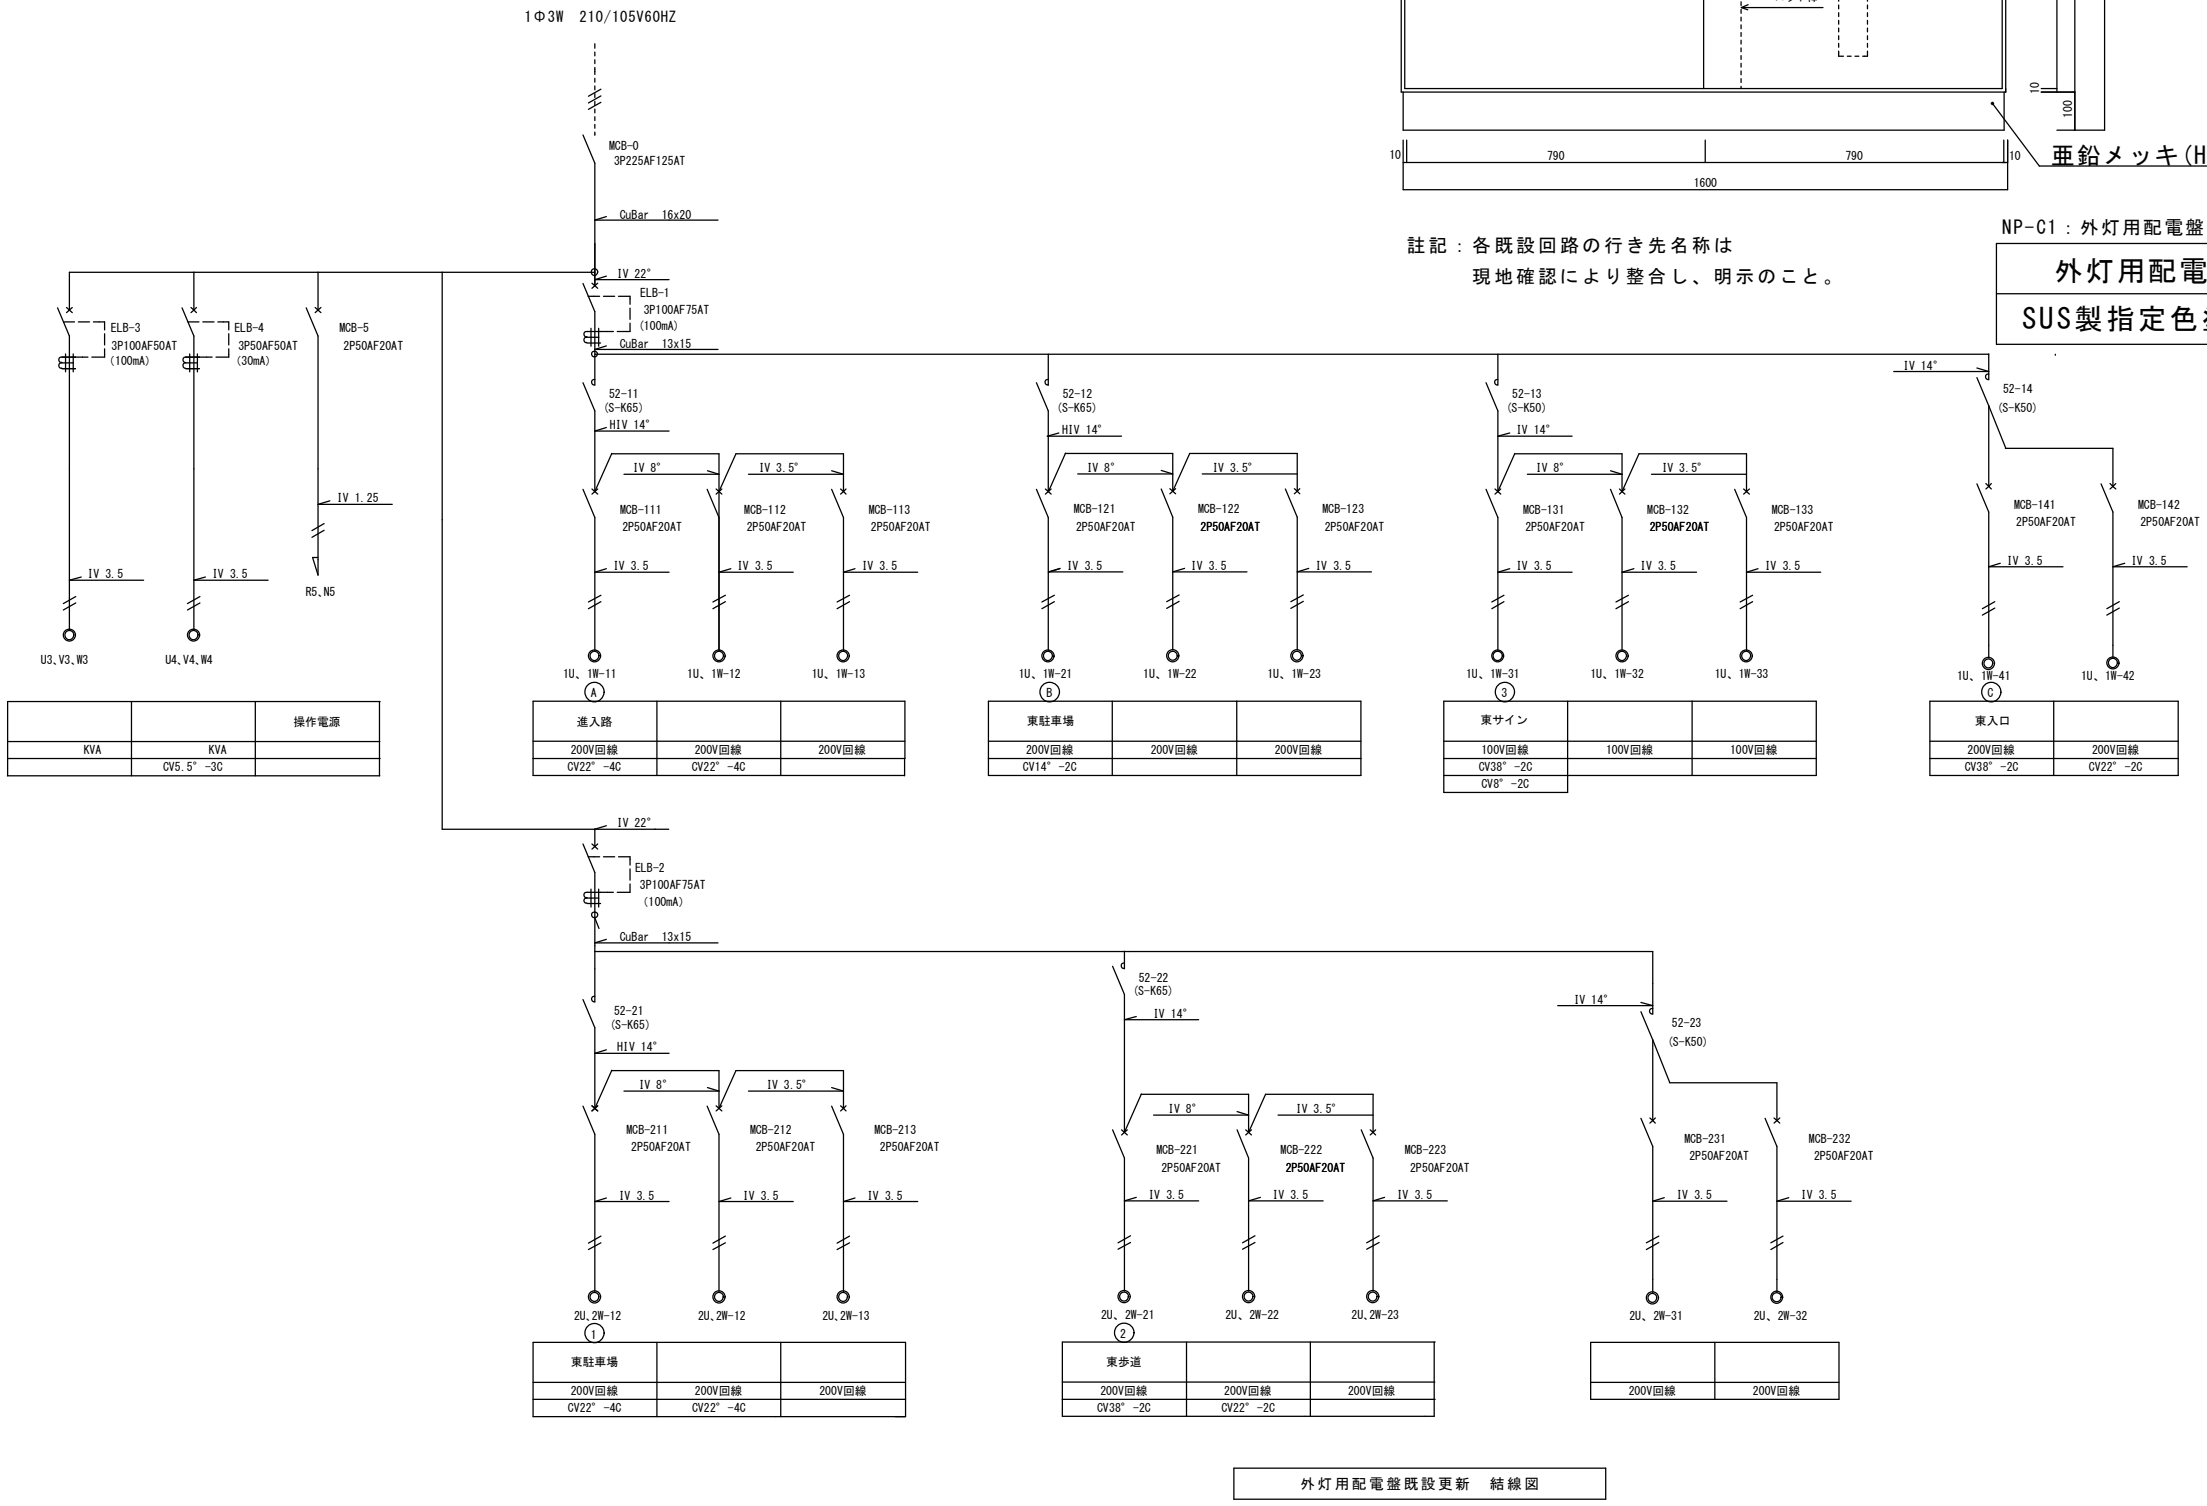 1Φ3W 210/105V60HZ
MCB-0
3P225AF125AT
CuBar 16x20
IV 22°
ELB-1
3P100AF75AT
(100mA)
CuBar 13x15
ELB-3
3P100AF50AT
(100mA)
ELB-4
3P50AF50AT
(30mA)
MCB-5
2P50AF20AT
IV 1.25
IV 3.5
IV 3.5
R5、N5
U3、V3、W3
U4、V4、W4
操作電源
KVA
KVA
CV5.5° -3C
10
100
10
790
790
10
1600
亜鉛メッキ(H
註記：各既設回路の行き先名称は
現地確認により整合し、明示のこと。
NP-C1：外灯用配電盤
外灯用配電
SUS製指定色
52-11
(S-K65)
HIV 14°
IV 8°
IV 3.5°
MCB-111
2P50AF20AT
MCB-112
2P50AF20AT
MCB-113
2P50AF20AT
IV 3.5
IV 3.5
IV 3.5
1U、1W-11
1U、1W-12
1U、1W-13
A
進入路
200V回線 200V回線 200V回線
CV22° -4C CV22° -4C
52-12
(S-K65)
HIV 14°
IV 8°
IV 3.5°
MCB-121
2P50AF20AT
MCB-122
2P50AF20AT
MCB-123
2P50AF20AT
IV 3.5
IV 3.5
IV 3.5
1U、1W-21
1U、1W-22
1U、1W-23
B
東駐車場
200V回線 200V回線 200V回線
CV14° -2C
52-13
(S-K50)
IV 14°
IV 8°
IV 3.5°
MCB-131
2P50AF20AT
MCB-132
2P50AF20AT
MCB-133
2P50AF20AT
IV 3.5
IV 3.5
IV 3.5
1U、1W-31
1U、1W-32
1U、1W-33
3
東サイン
100V回線 100V回線 100V回線
CV38° -2C
CV8° -2C
IV 14°
52-14
(S-K50)
MCB-141
2P50AF20AT
MCB-142
2P50AF20AT
IV 3.5
IV 3.5
1U、1W-41
1U、1W-42
C
東入口
200V回線 200V回線
CV38° -2C CV22° -2C
IV 22°
ELB-2
3P100AF75AT
(100mA)
CuBar 13x15
52-21
(S-K65)
HIV 14°
IV 8°
IV 3.5°
MCB-211
2P50AF20AT
MCB-212
2P50AF20AT
MCB-213
2P50AF20AT
IV 3.5
IV 3.5
IV 3.5
2U、2W-12
2U、2W-12
2U、2W-13
1
東駐車場
200V回線 200V回線 200V回線
CV22° -4C CV22° -4C
52-22
(S-K65)
IV 14°
IV 8°
IV 3.5°
MCB-221
2P50AF20AT
MCB-222
2P50AF20AT
MCB-223
2P50AF20AT
IV 3.5
IV 3.5
IV 3.5
2U、2W-21
2U、2W-22
2U、2W-23
2
東歩道
200V回線 200V回線 200V回線
CV38° -2C CV22° -2C
IV 14°
52-23
(S-K50)
MCB-231
2P50AF20AT
MCB-232
2P50AF20AT
IV 3.5
IV 3.5
2U、2W-31
2U、2W-32
200V回線 200V回線
外灯用配電盤既設更新 結線図